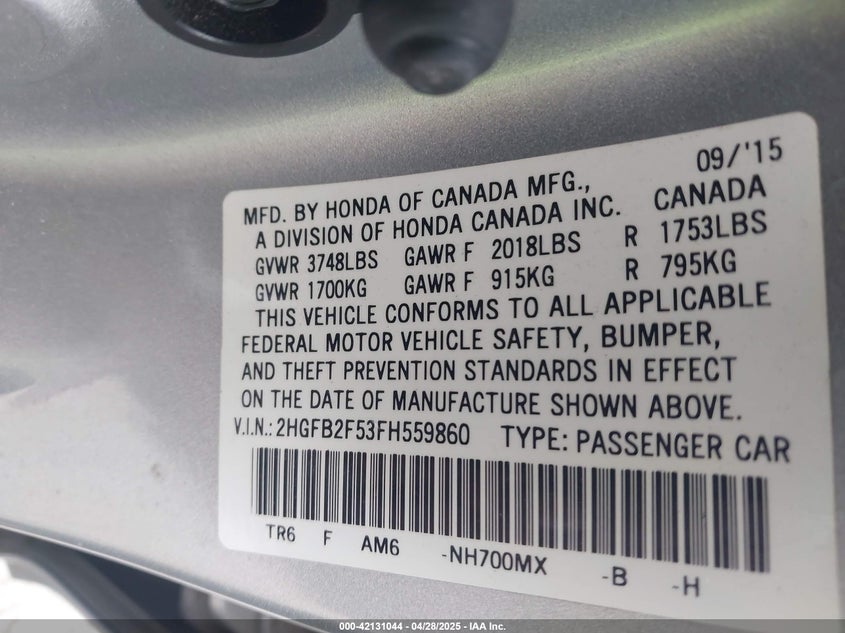 09/'15
MFD. BY HONDA OF CANADA MFG., CANADA
A DIVISION OF HONDA CANADA INC.
GVWR 3748LBS GAWR F 2018LBS R 1753LBS
GVWR 1700KG GAWR F 915KG R 795KG
THIS VEHICLE CONFORMS TO ALL APPLICABLE
FEDERAL MOTOR VEHICLE SAFETY, BUMPER,
AND THEFT PREVENTION STANDARDS IN EFFECT
ON THE DATE OF MANUFACTURE SHOWN ABOVE.
V.I.N.: 2HGFB2F53FH559860 TYPE: PASSENGER CAR
TR6 F AM6 -NH700MX -B -H
000-42131044 - 04/28/2025 - IAA Inc.